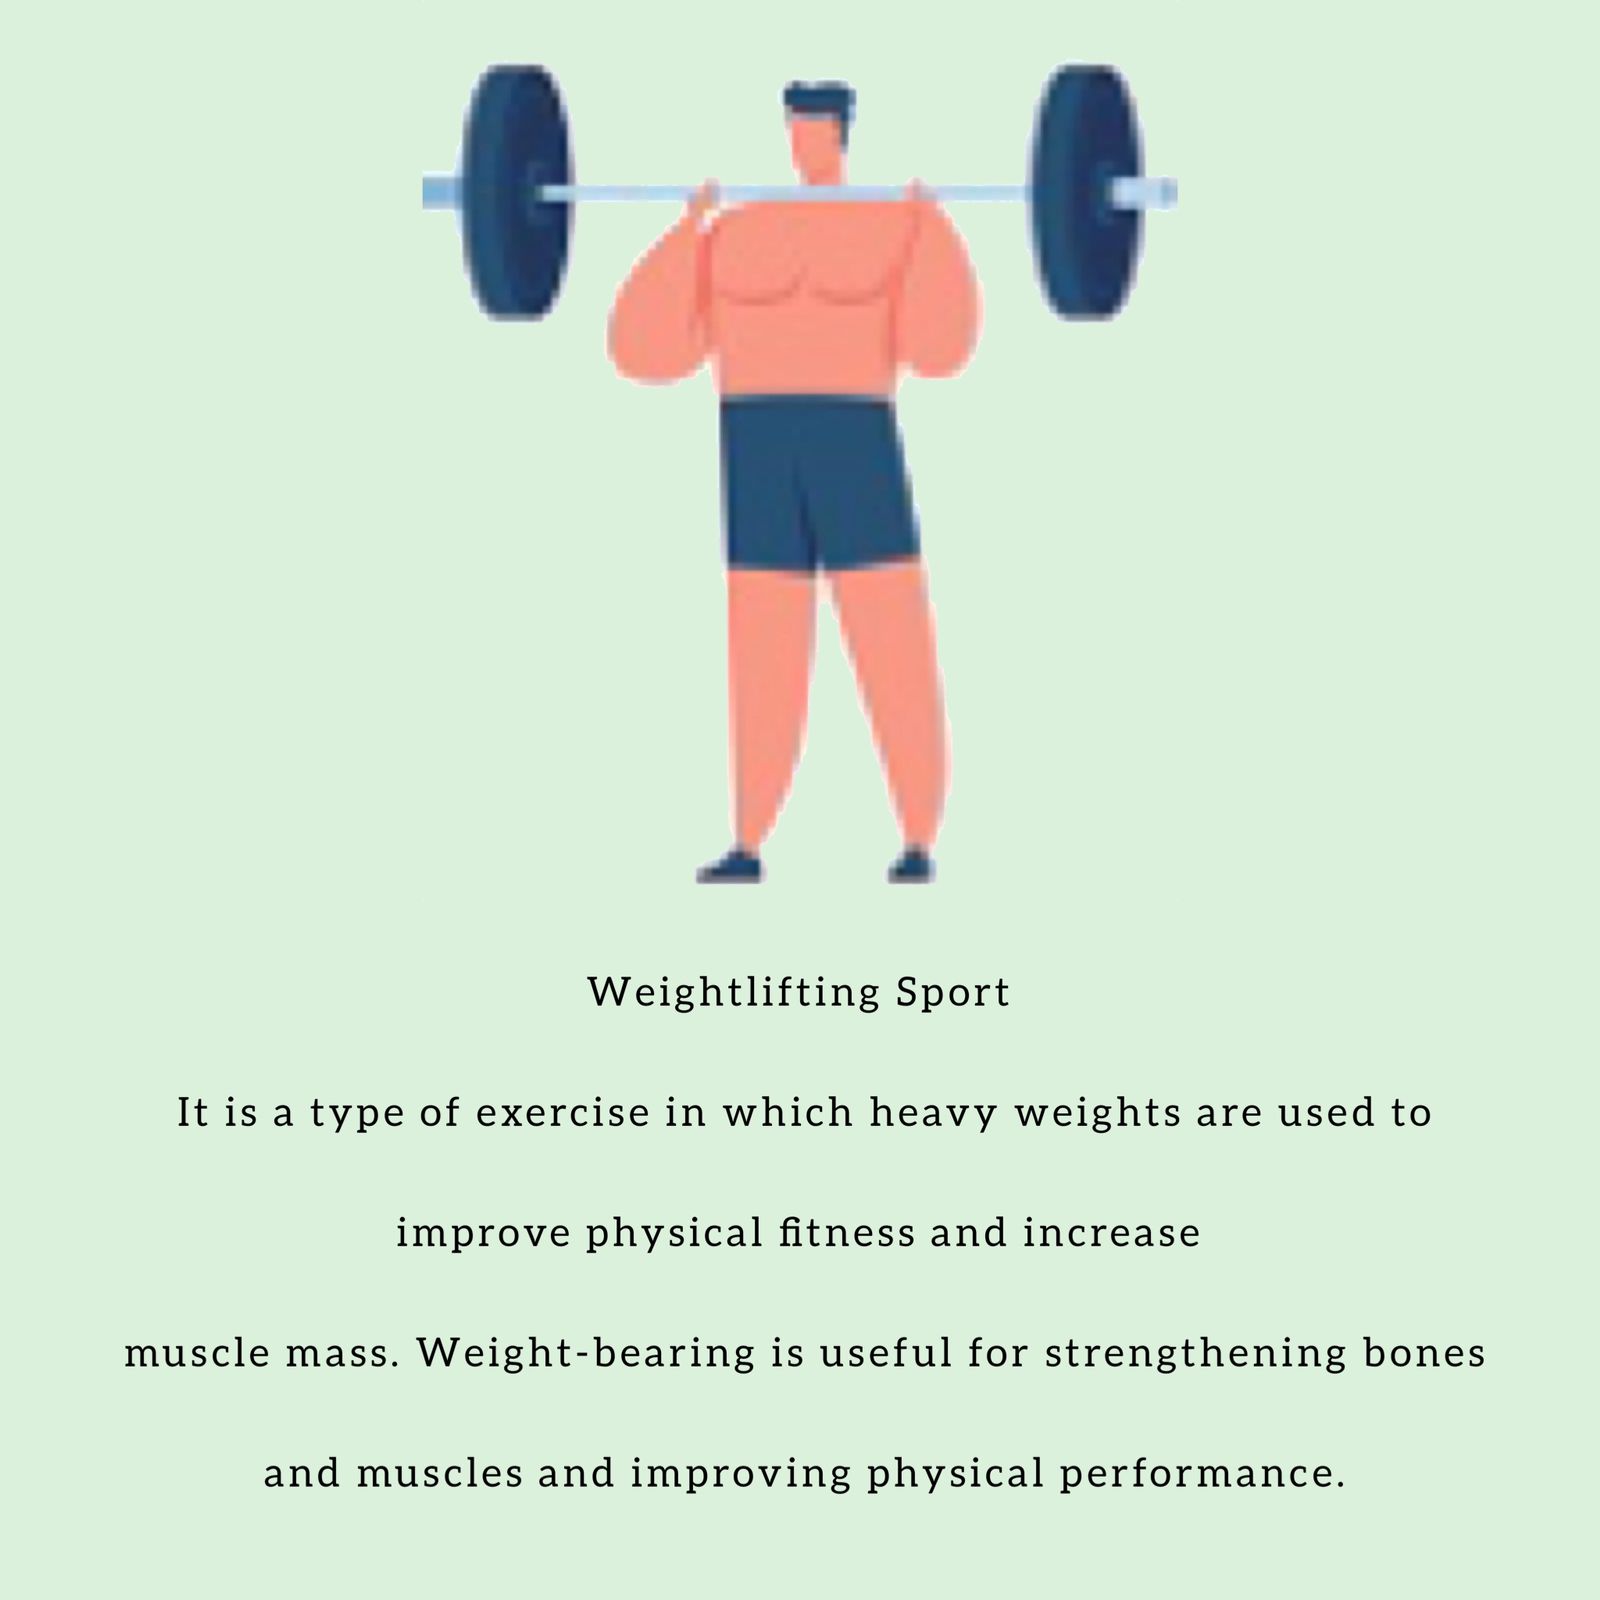 Weightlifting Sport
It is a type of exercise in which heavy weights are used to
improve physical fitness and increase
muscle mass. Weight-bearing is useful for strengthening bones
and muscles and improving physical performance.